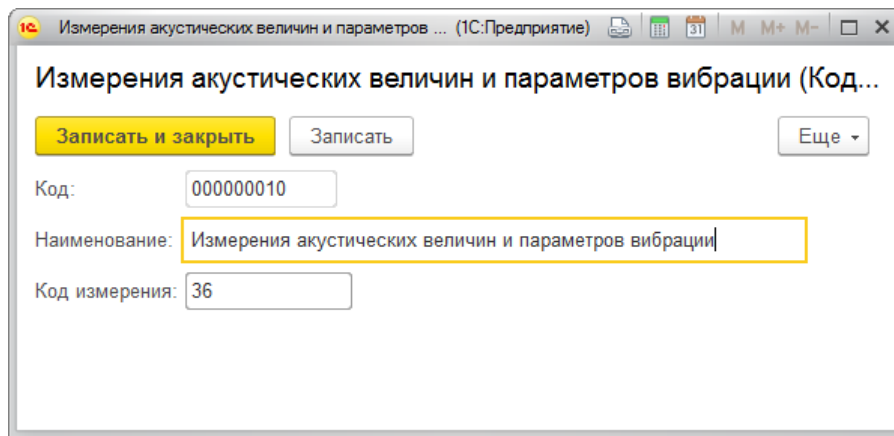 1С Измерения акустических величин и параметров ... (1С:Предприятие) 31 M M+ M-
Измерения акустических величин и параметров вибрации (Код...
Записать и закрыть Записать Еще
Код: 000000010
Наименование: Измерения акустических величин и параметров вибрации
Код измерения: 36